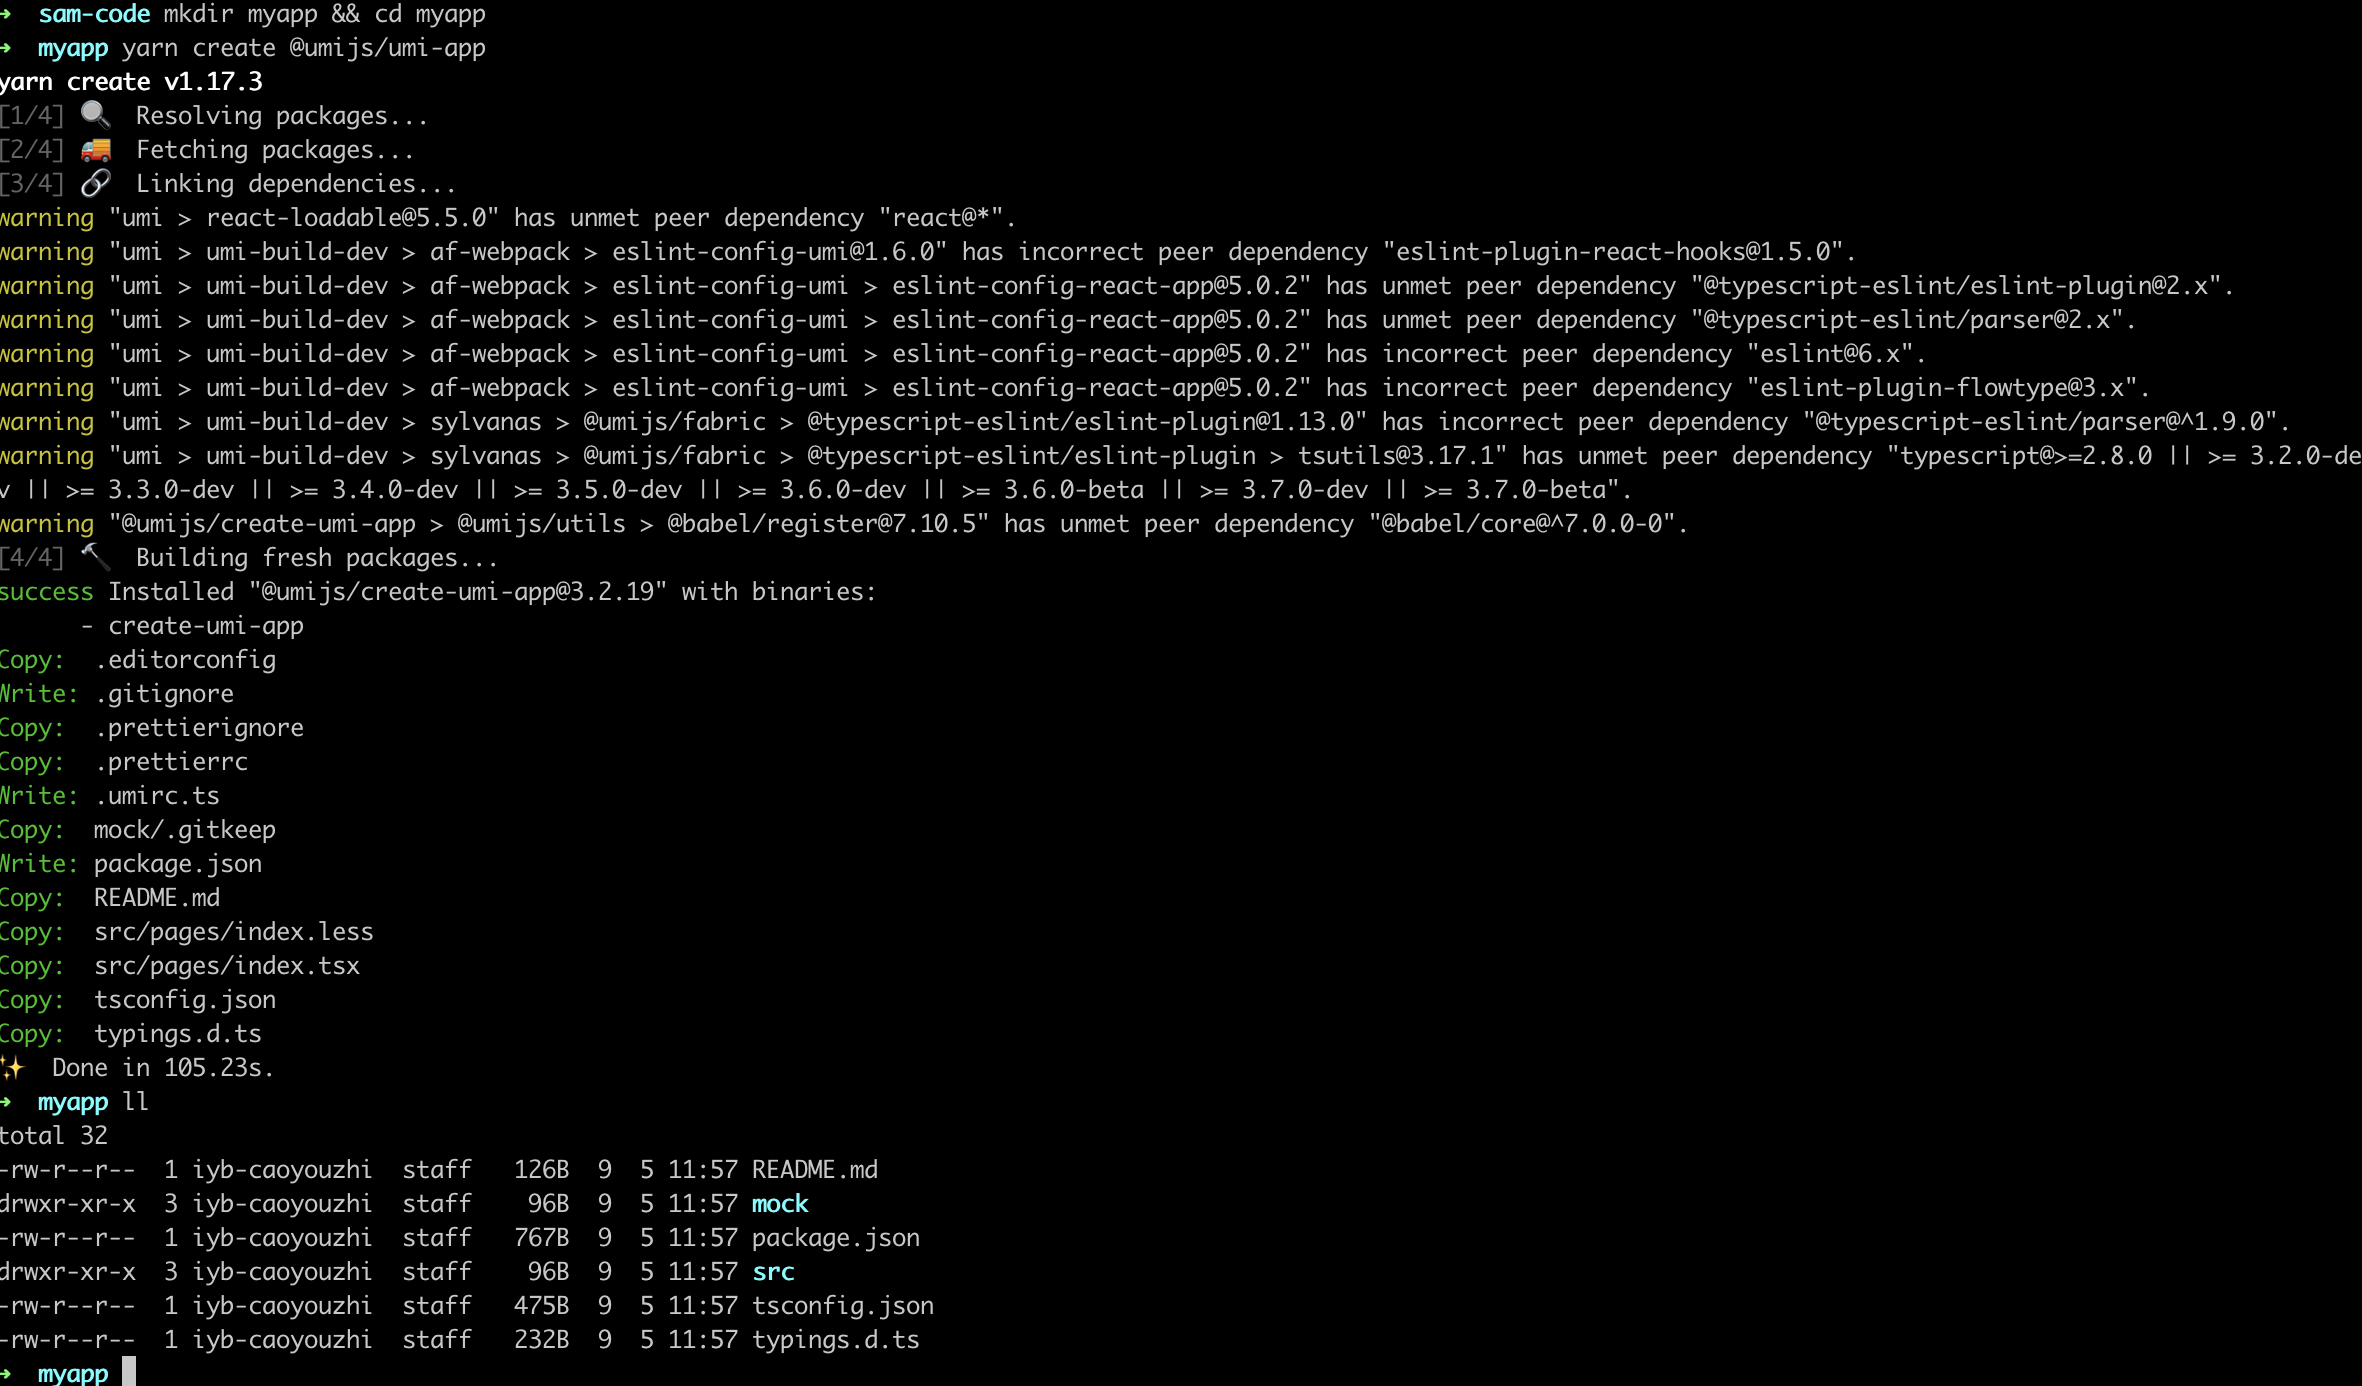 ➜  sam-code mkdir myapp && cd myapp
➜  myapp yarn create @umijs/umi-app
yarn create v1.17.3
[1/4] 🔍  Resolving packages...
[2/4] 🚚  Fetching packages...
[3/4] 🔗  Linking dependencies...
warning "umi > react-loadable@5.5.0" has unmet peer dependency "react@*".
warning "umi > umi-build-dev > af-webpack > eslint-config-umi@1.6.0" has incorrect peer dependency "eslint-plugin-react-hooks@1.5.0".
warning "umi > umi-build-dev > af-webpack > eslint-config-umi > eslint-config-react-app@5.0.2" has unmet peer dependency "@typescript-eslint/eslint-plugin@2.x".
warning "umi > umi-build-dev > af-webpack > eslint-config-umi > eslint-config-react-app@5.0.2" has unmet peer dependency "@typescript-eslint/parser@2.x".
warning "umi > umi-build-dev > af-webpack > eslint-config-umi > eslint-config-react-app@5.0.2" has incorrect peer dependency "eslint@6.x".
warning "umi > umi-build-dev > af-webpack > eslint-config-umi > eslint-config-react-app@5.0.2" has incorrect peer dependency "eslint-plugin-flowtype@3.x".
warning "umi > umi-build-dev > sylvanas > @umijs/fabric > @typescript-eslint/eslint-plugin@1.13.0" has incorrect peer dependency "@typescript-eslint/parser@^1.9.0".
warning "umi > umi-build-dev > sylvanas > @umijs/fabric > @typescript-eslint/eslint-plugin > tsutils@3.17.1" has unmet peer dependency "typescript@>=2.8.0 || >= 3.2.0-de
v || >= 3.3.0-dev || >= 3.4.0-dev || >= 3.5.0-dev || >= 3.6.0-dev || >= 3.6.0-beta || >= 3.7.0-dev || >= 3.7.0-beta".
warning "@umijs/create-umi-app > @umijs/utils > @babel/register@7.10.5" has unmet peer dependency "@babel/core@^7.0.0-0".
[4/4] 🔨  Building fresh packages...
success Installed "@umijs/create-umi-app@3.2.19" with binaries:
      - create-umi-app
Copy:  .editorconfig
Write: .gitignore
Copy:  .prettierignore
Copy:  .prettierrc
Write: .umirc.ts
Copy:  mock/.gitkeep
Write: package.json
Copy:  README.md
Copy:  src/pages/index.less
Copy:  src/pages/index.tsx
Copy:  tsconfig.json
Copy:  typings.d.ts
✨  Done in 105.23s.
➜  myapp ll
total 32
-rw-r--r--  1 iyb-caoyouzhi  staff   126B  9  5 11:57 README.md
drwxr-xr-x  3 iyb-caoyouzhi  staff    96B  9  5 11:57 mock
-rw-r--r--  1 iyb-caoyouzhi  staff   767B  9  5 11:57 package.json
drwxr-xr-x  3 iyb-caoyouzhi  staff    96B  9  5 11:57 src
-rw-r--r--  1 iyb-caoyouzhi  staff   475B  9  5 11:57 tsconfig.json
-rw-r--r--  1 iyb-caoyouzhi  staff   232B  9  5 11:57 typings.d.ts
➜  myapp